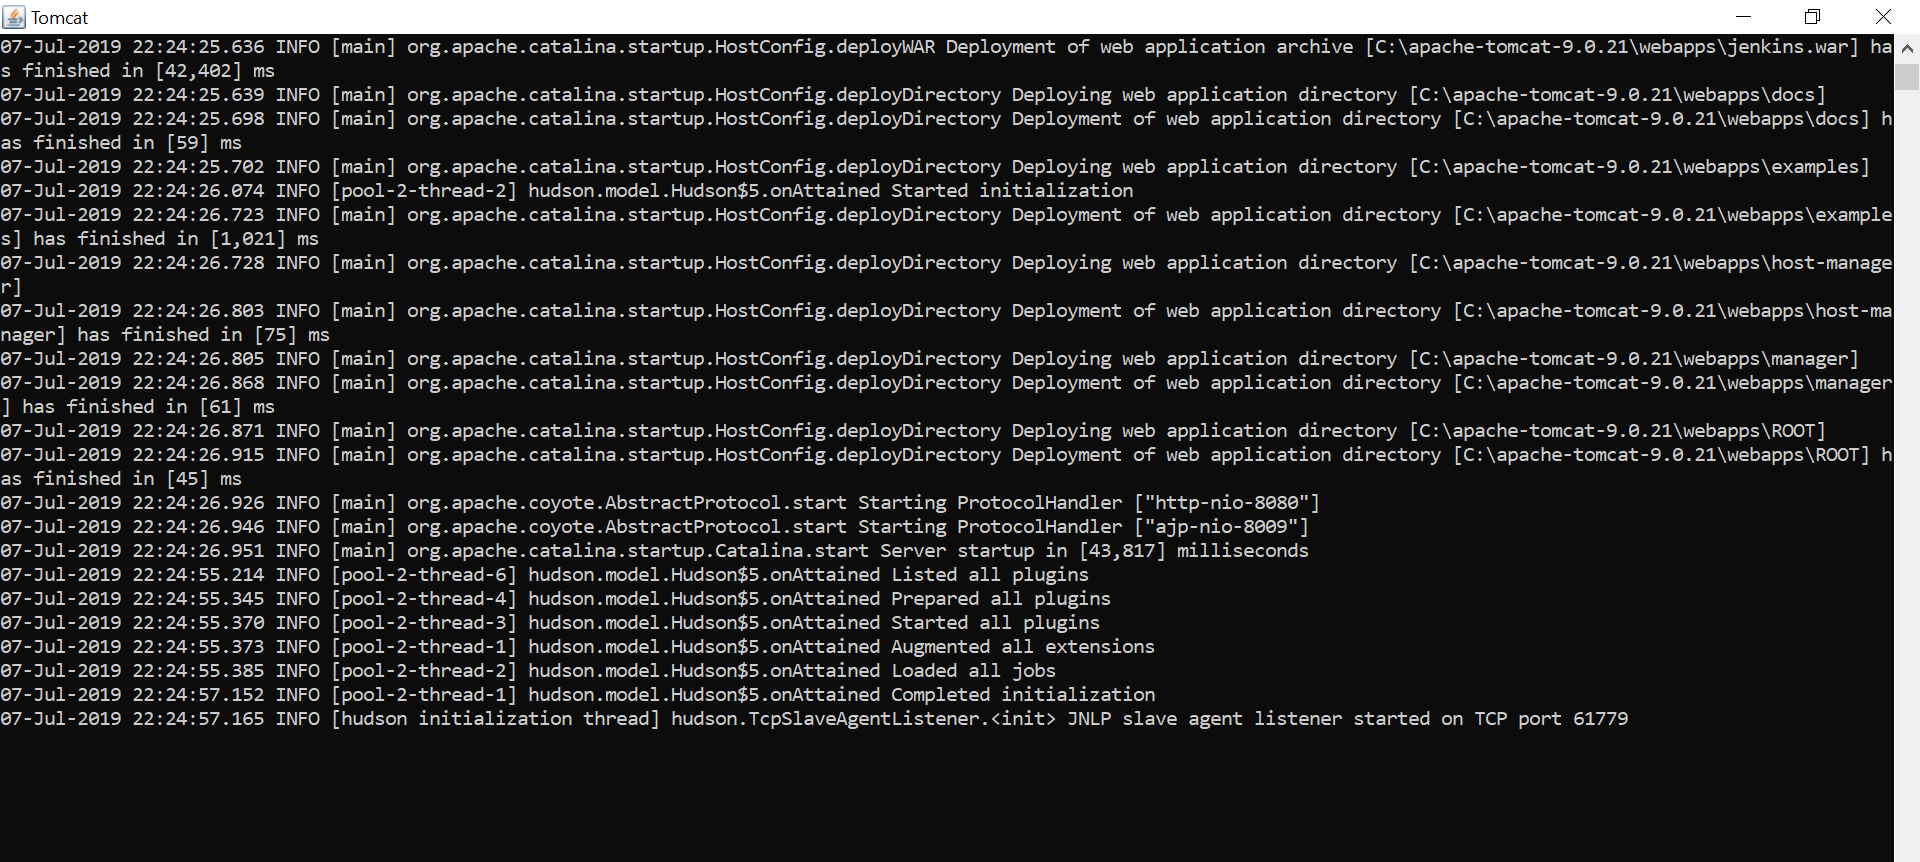 Tomcat
07-Jul-2019 22:24:25.636 INFO [main] org.apache.catalina.startup.HostConfig.deployWAR Deployment of web application archive [C:\apache-tomcat-9.0.21\webapps\jenkins.war] ha
s finished in [42,402] ms
07-Jul-2019 22:24:25.639 INFO [main] org.apache.catalina.startup.HostConfig.deployDirectory Deploying web application directory [C:\apache-tomcat-9.0.21\webapps\docs]
07-Jul-2019 22:24:25.698 INFO [main] org.apache.catalina.startup.HostConfig.deployDirectory Deployment of web application directory [C:\apache-tomcat-9.0.21\webapps\docs] h
as finished in [59] ms
07-Jul-2019 22:24:25.702 INFO [main] org.apache.catalina.startup.HostConfig.deployDirectory Deploying web application directory [C:\apache-tomcat-9.0.21\webapps\examples]
07-Jul-2019 22:24:26.074 INFO [pool-2-thread-2] hudson.model.Hudson$5.onAttained Started initialization
07-Jul-2019 22:24:26.723 INFO [main] org.apache.catalina.startup.HostConfig.deployDirectory Deployment of web application directory [C:\apache-tomcat-9.0.21\webapps\example
s] has finished in [1,021] ms
07-Jul-2019 22:24:26.728 INFO [main] org.apache.catalina.startup.HostConfig.deployDirectory Deploying web application directory [C:\apache-tomcat-9.0.21\webapps\host-manage
r]
07-Jul-2019 22:24:26.803 INFO [main] org.apache.catalina.startup.HostConfig.deployDirectory Deployment of web application directory [C:\apache-tomcat-9.0.21\webapps\host-ma
nager] has finished in [75] ms
07-Jul-2019 22:24:26.805 INFO [main] org.apache.catalina.startup.HostConfig.deployDirectory Deploying web application directory [C:\apache-tomcat-9.0.21\webapps\manager]
07-Jul-2019 22:24:26.868 INFO [main] org.apache.catalina.startup.HostConfig.deployDirectory Deployment of web application directory [C:\apache-tomcat-9.0.21\webapps\manager
] has finished in [61] ms
07-Jul-2019 22:24:26.871 INFO [main] org.apache.catalina.startup.HostConfig.deployDirectory Deploying web application directory [C:\apache-tomcat-9.0.21\webapps\ROOT]
07-Jul-2019 22:24:26.915 INFO [main] org.apache.catalina.startup.HostConfig.deployDirectory Deployment of web application directory [C:\apache-tomcat-9.0.21\webapps\ROOT] h
as finished in [45] ms
07-Jul-2019 22:24:26.926 INFO [main] org.apache.coyote.AbstractProtocol.start Starting ProtocolHandler ["http-nio-8080"]
07-Jul-2019 22:24:26.946 INFO [main] org.apache.coyote.AbstractProtocol.start Starting ProtocolHandler ["ajp-nio-8009"]
07-Jul-2019 22:24:26.951 INFO [main] org.apache.catalina.startup.Catalina.start Server startup in [43,817] milliseconds
07-Jul-2019 22:24:55.214 INFO [pool-2-thread-6] hudson.model.Hudson$5.onAttained Listed all plugins
07-Jul-2019 22:24:55.345 INFO [pool-2-thread-4] hudson.model.Hudson$5.onAttained Prepared all plugins
07-Jul-2019 22:24:55.370 INFO [pool-2-thread-3] hudson.model.Hudson$5.onAttained Started all plugins
07-Jul-2019 22:24:55.373 INFO [pool-2-thread-1] hudson.model.Hudson$5.onAttained Augmented all extensions
07-Jul-2019 22:24:55.385 INFO [pool-2-thread-2] hudson.model.Hudson$5.onAttained Loaded all jobs
07-Jul-2019 22:24:57.152 INFO [pool-2-thread-1] hudson.model.Hudson$5.onAttained Completed initialization
07-Jul-2019 22:24:57.165 INFO [hudson initialization thread] hudson.TcpSlaveAgentListener.<init> JNLP slave agent listener started on TCP port 61779